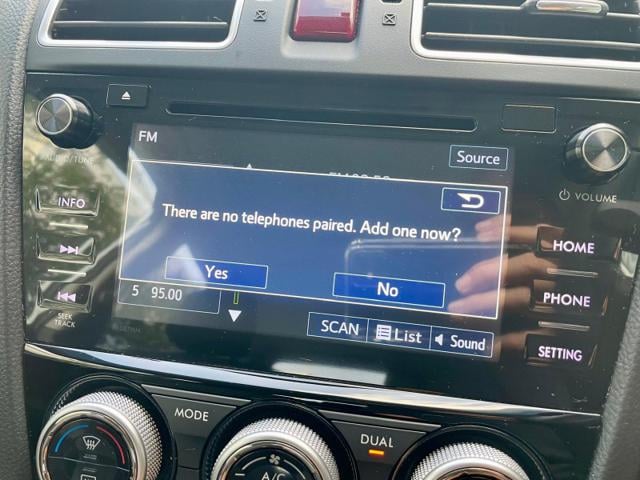 FM
Source
There are no telephones paired. Add one now?
Yes
No
5 95.00
SCAN
List
Sound
/TUNE
INFO
SEEK
TRACK
VOLUME
HOME
PHONE
SETTING
MODE
DUAL
A/C